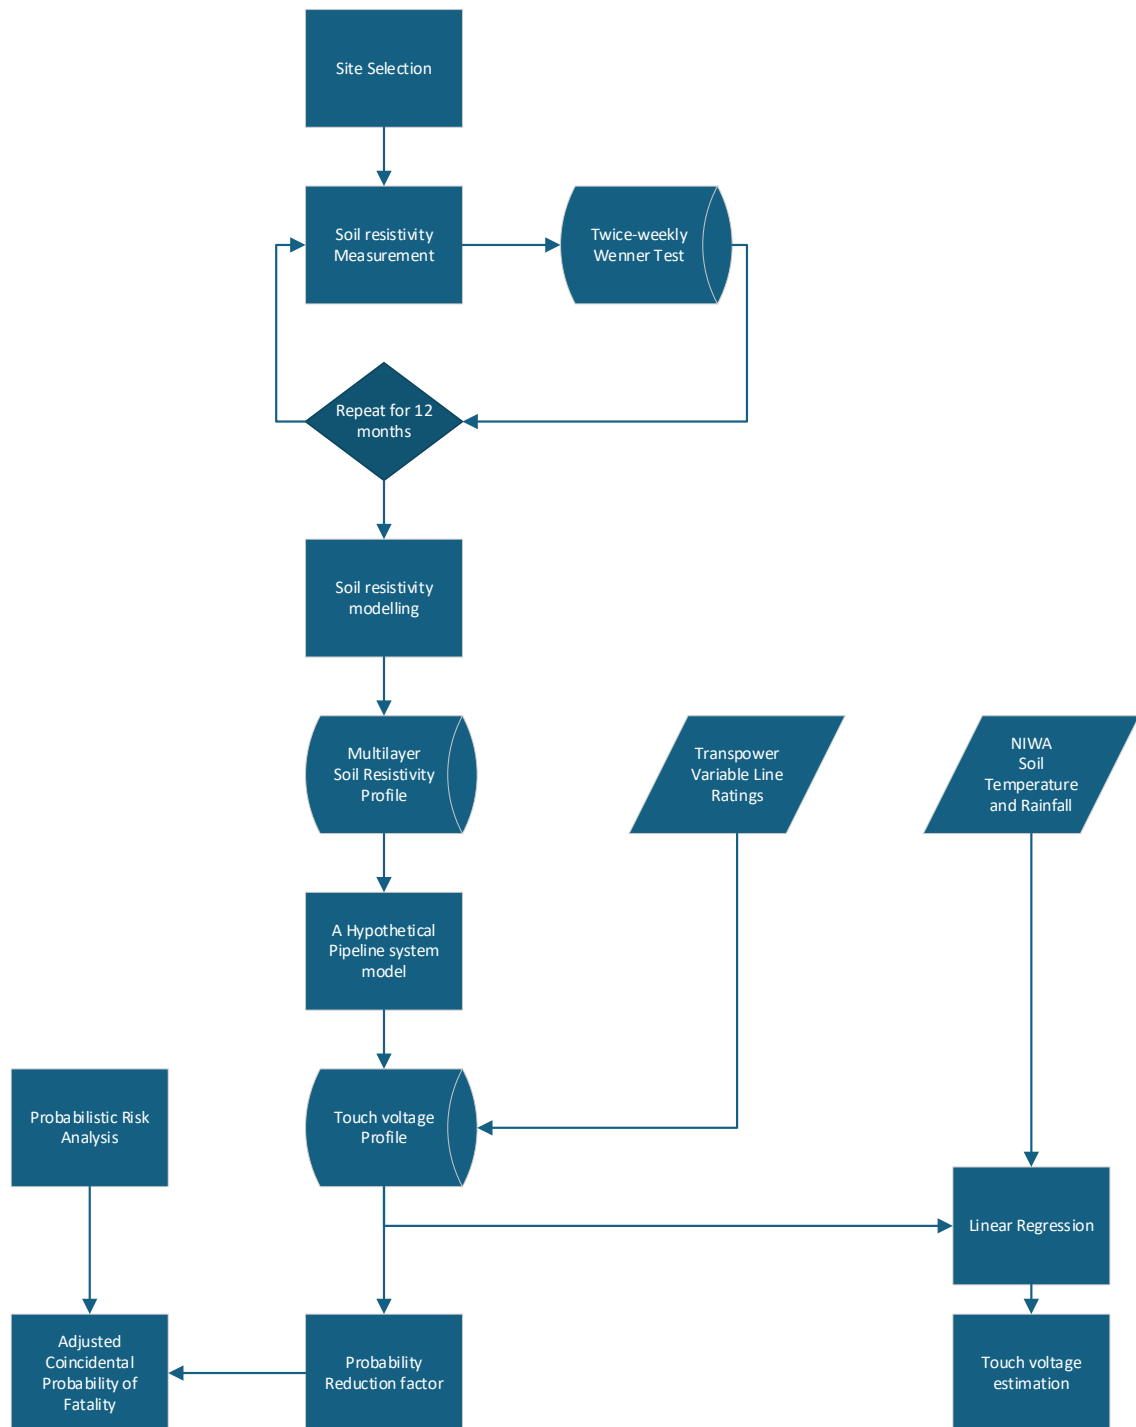 Site Selection
Soil resistivity
Measurement
Twice-weekly
Wenner Test
Repeat for 12
months
Soil resistivity
modelling
Multilayer
Soil Resistivity
Profile
Transpower
Variable Line
Ratings
NIWA
Soil
Temperature
and Rainfall
A Hypothetical
Pipeline system
model
Probabilistic Risk
Analysis
Touch voltage
Profile
Linear Regression
Adjusted
Coincidental
Probability of
Fatality
Probability
Reduction factor
Touch voltage
estimation